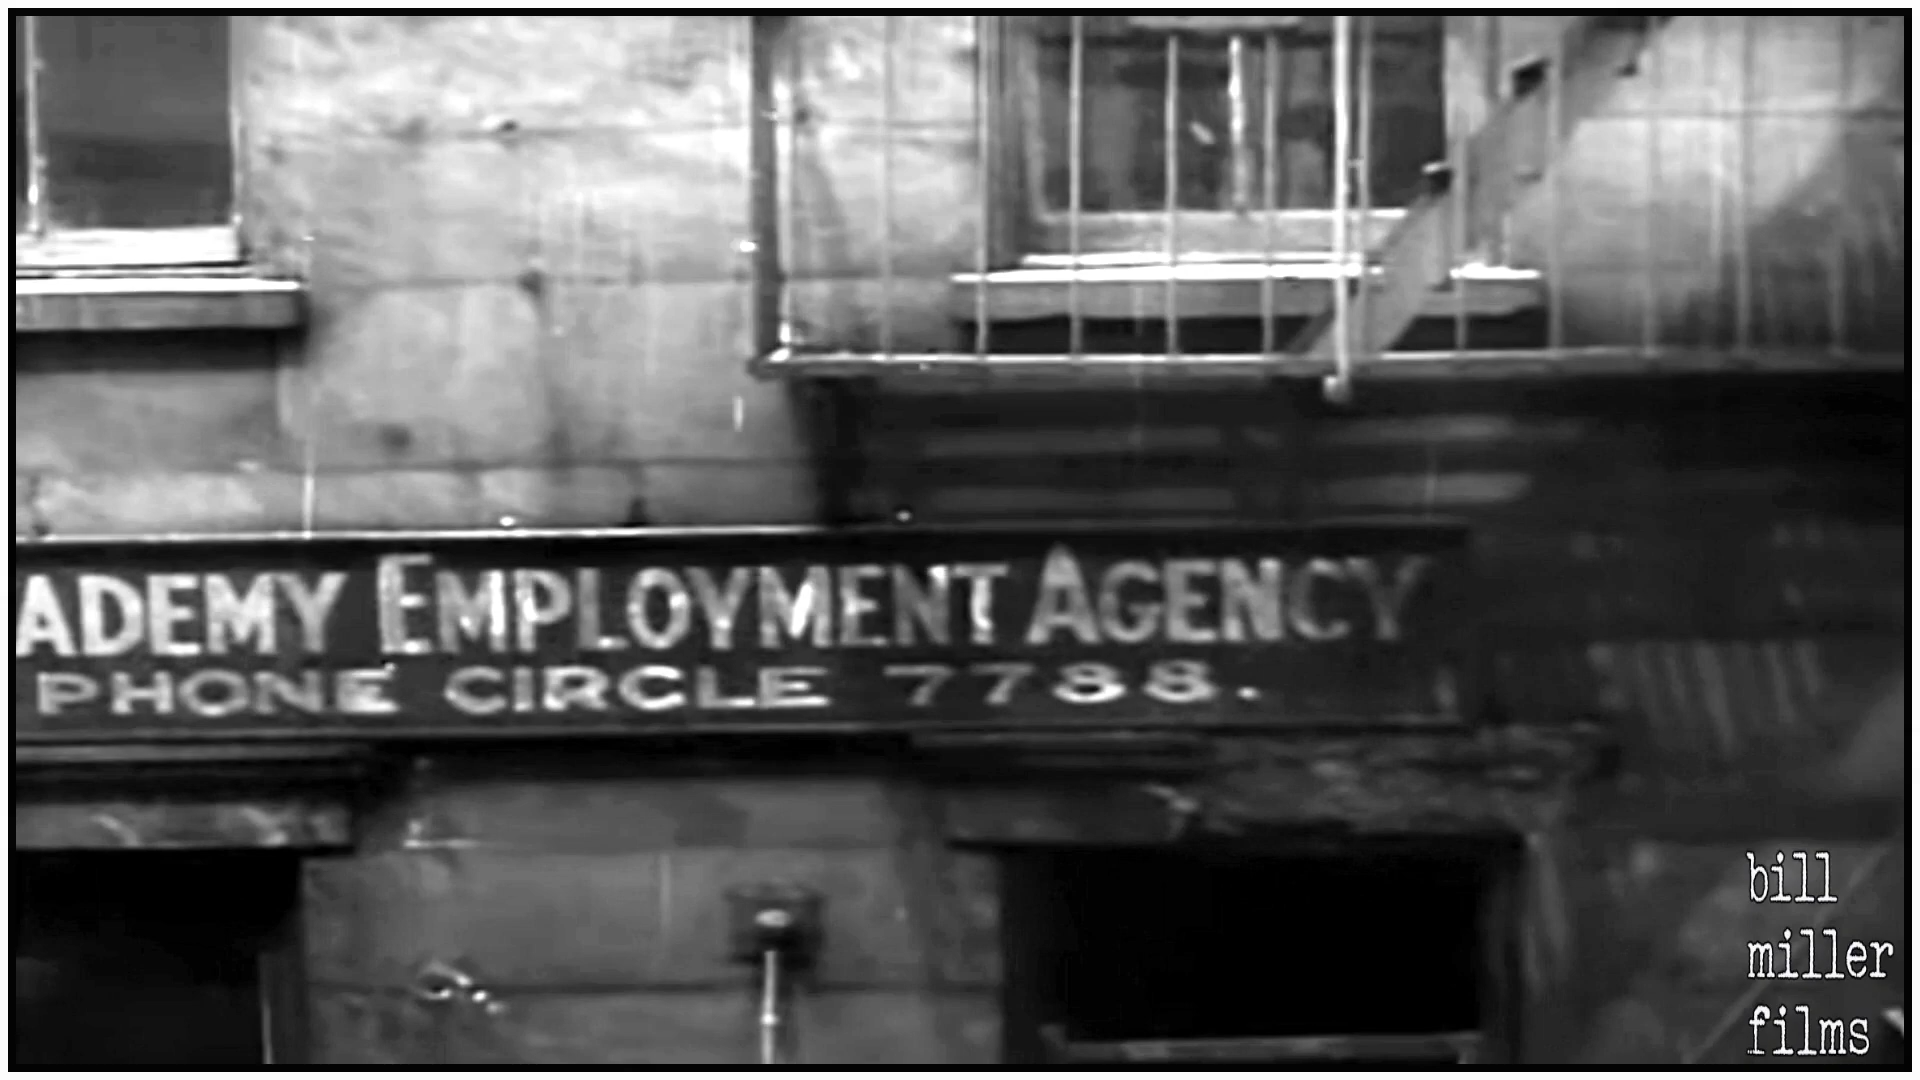 ADEMY EMPLOYMENT AGENCY
PHONE CIRCLE 7788.
bill
miller
films